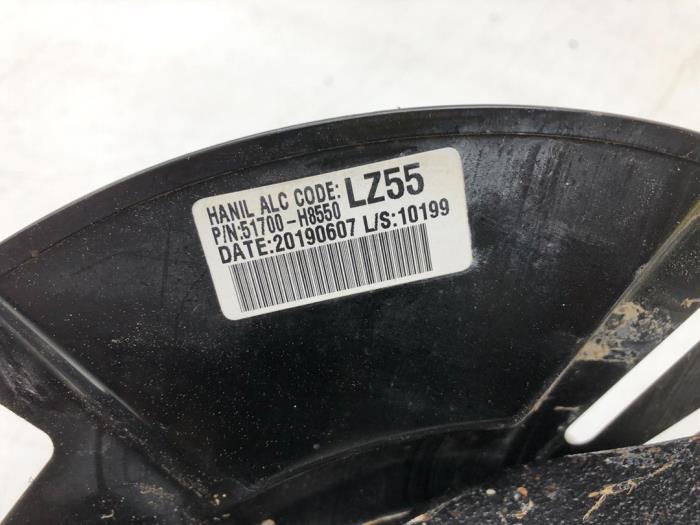 HANIL ALC CODE: LZ55
P/N:51700-H8550
DATE:20190607 L/S:10199